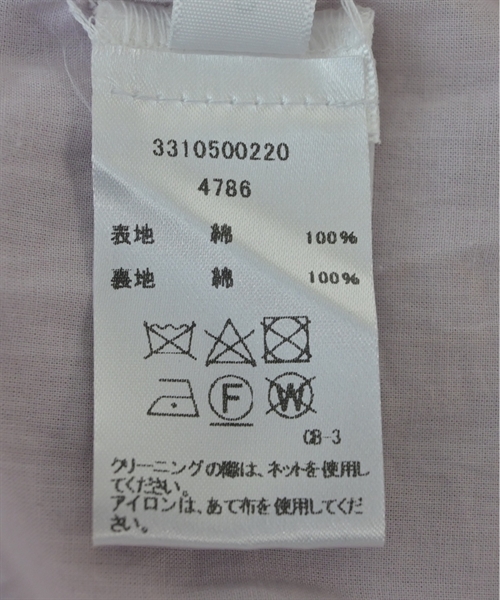 3310500220
4786
表地 綿 100%
裏地 綿 100%
F W
CB-3
クリーニングの際は、ネットを使用し
てください。
アイロンは、あて布を使用してくだ
さい。